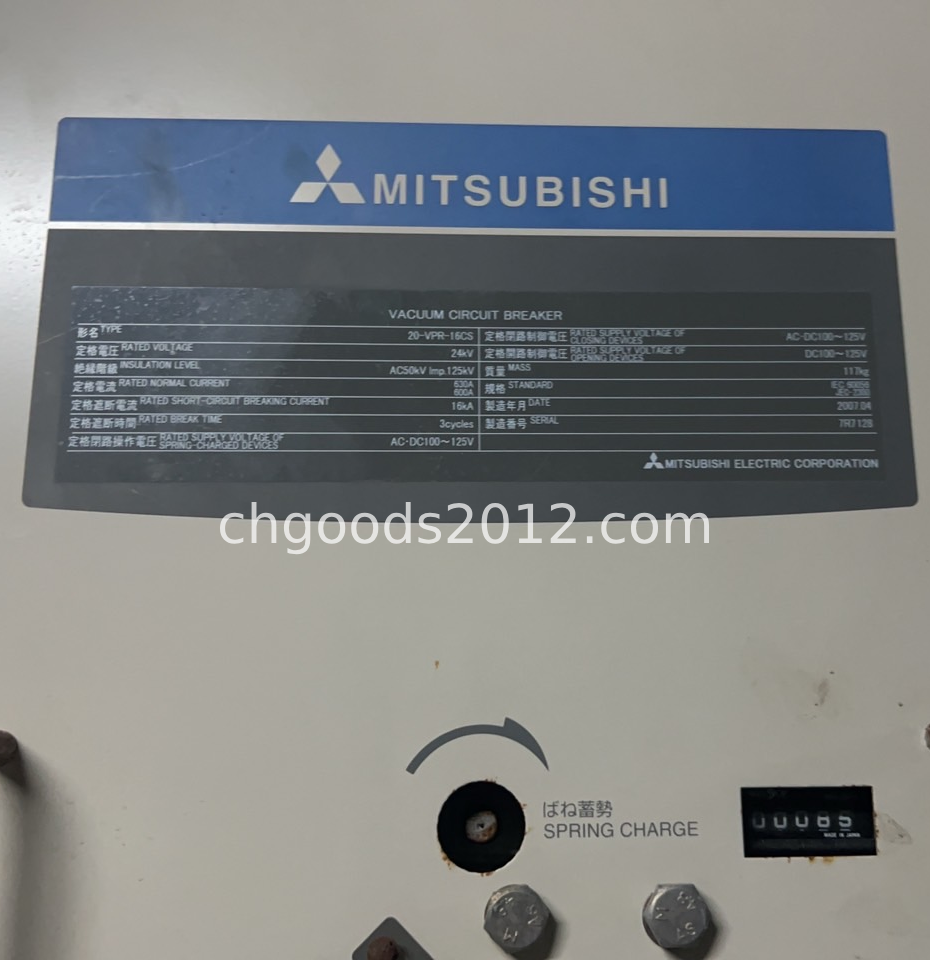 MITSUBISHI
VACUUM CIRCUIT BREAKER
形名 TYPE 20-VPR-16CS
定格電圧 RATED VOLTAGE 24kV
絶縁階級 INSULATION LEVEL AC50kV Imp.125kV
定格電流 RATED NORMAL CURRENT 630A 600A
定格遮断電流 RATED SHORT-CIRCUIT BREAKING CURRENT 16kA
定格遮断時間 RATED BREAK TIME 3cycles
定格閉路操作電圧 RATED SUPPLY VOLTAGE OF SPRING-CHARGED DEVICES AC-DC100~125V
定格閉路制御電圧 RATED SUPPLY VOLTAGE OF CLOSING DEVICES AC-DC100~125V
定格開路制御電圧 RATED SUPPLY VOLTAGE OF OPENING DEVICES DC100~125V
質量 MASS 117kg
規格 STANDARD IEC 60056 JEC-2300
製造年月 DATE 2007.04
製造番号 SERIAL 7R7128
MITSUBISHI ELECTRIC CORPORATION
chgoods2012.com
ばね蓄勢
SPRING CHARGE
00085
MADE IN JAPAN